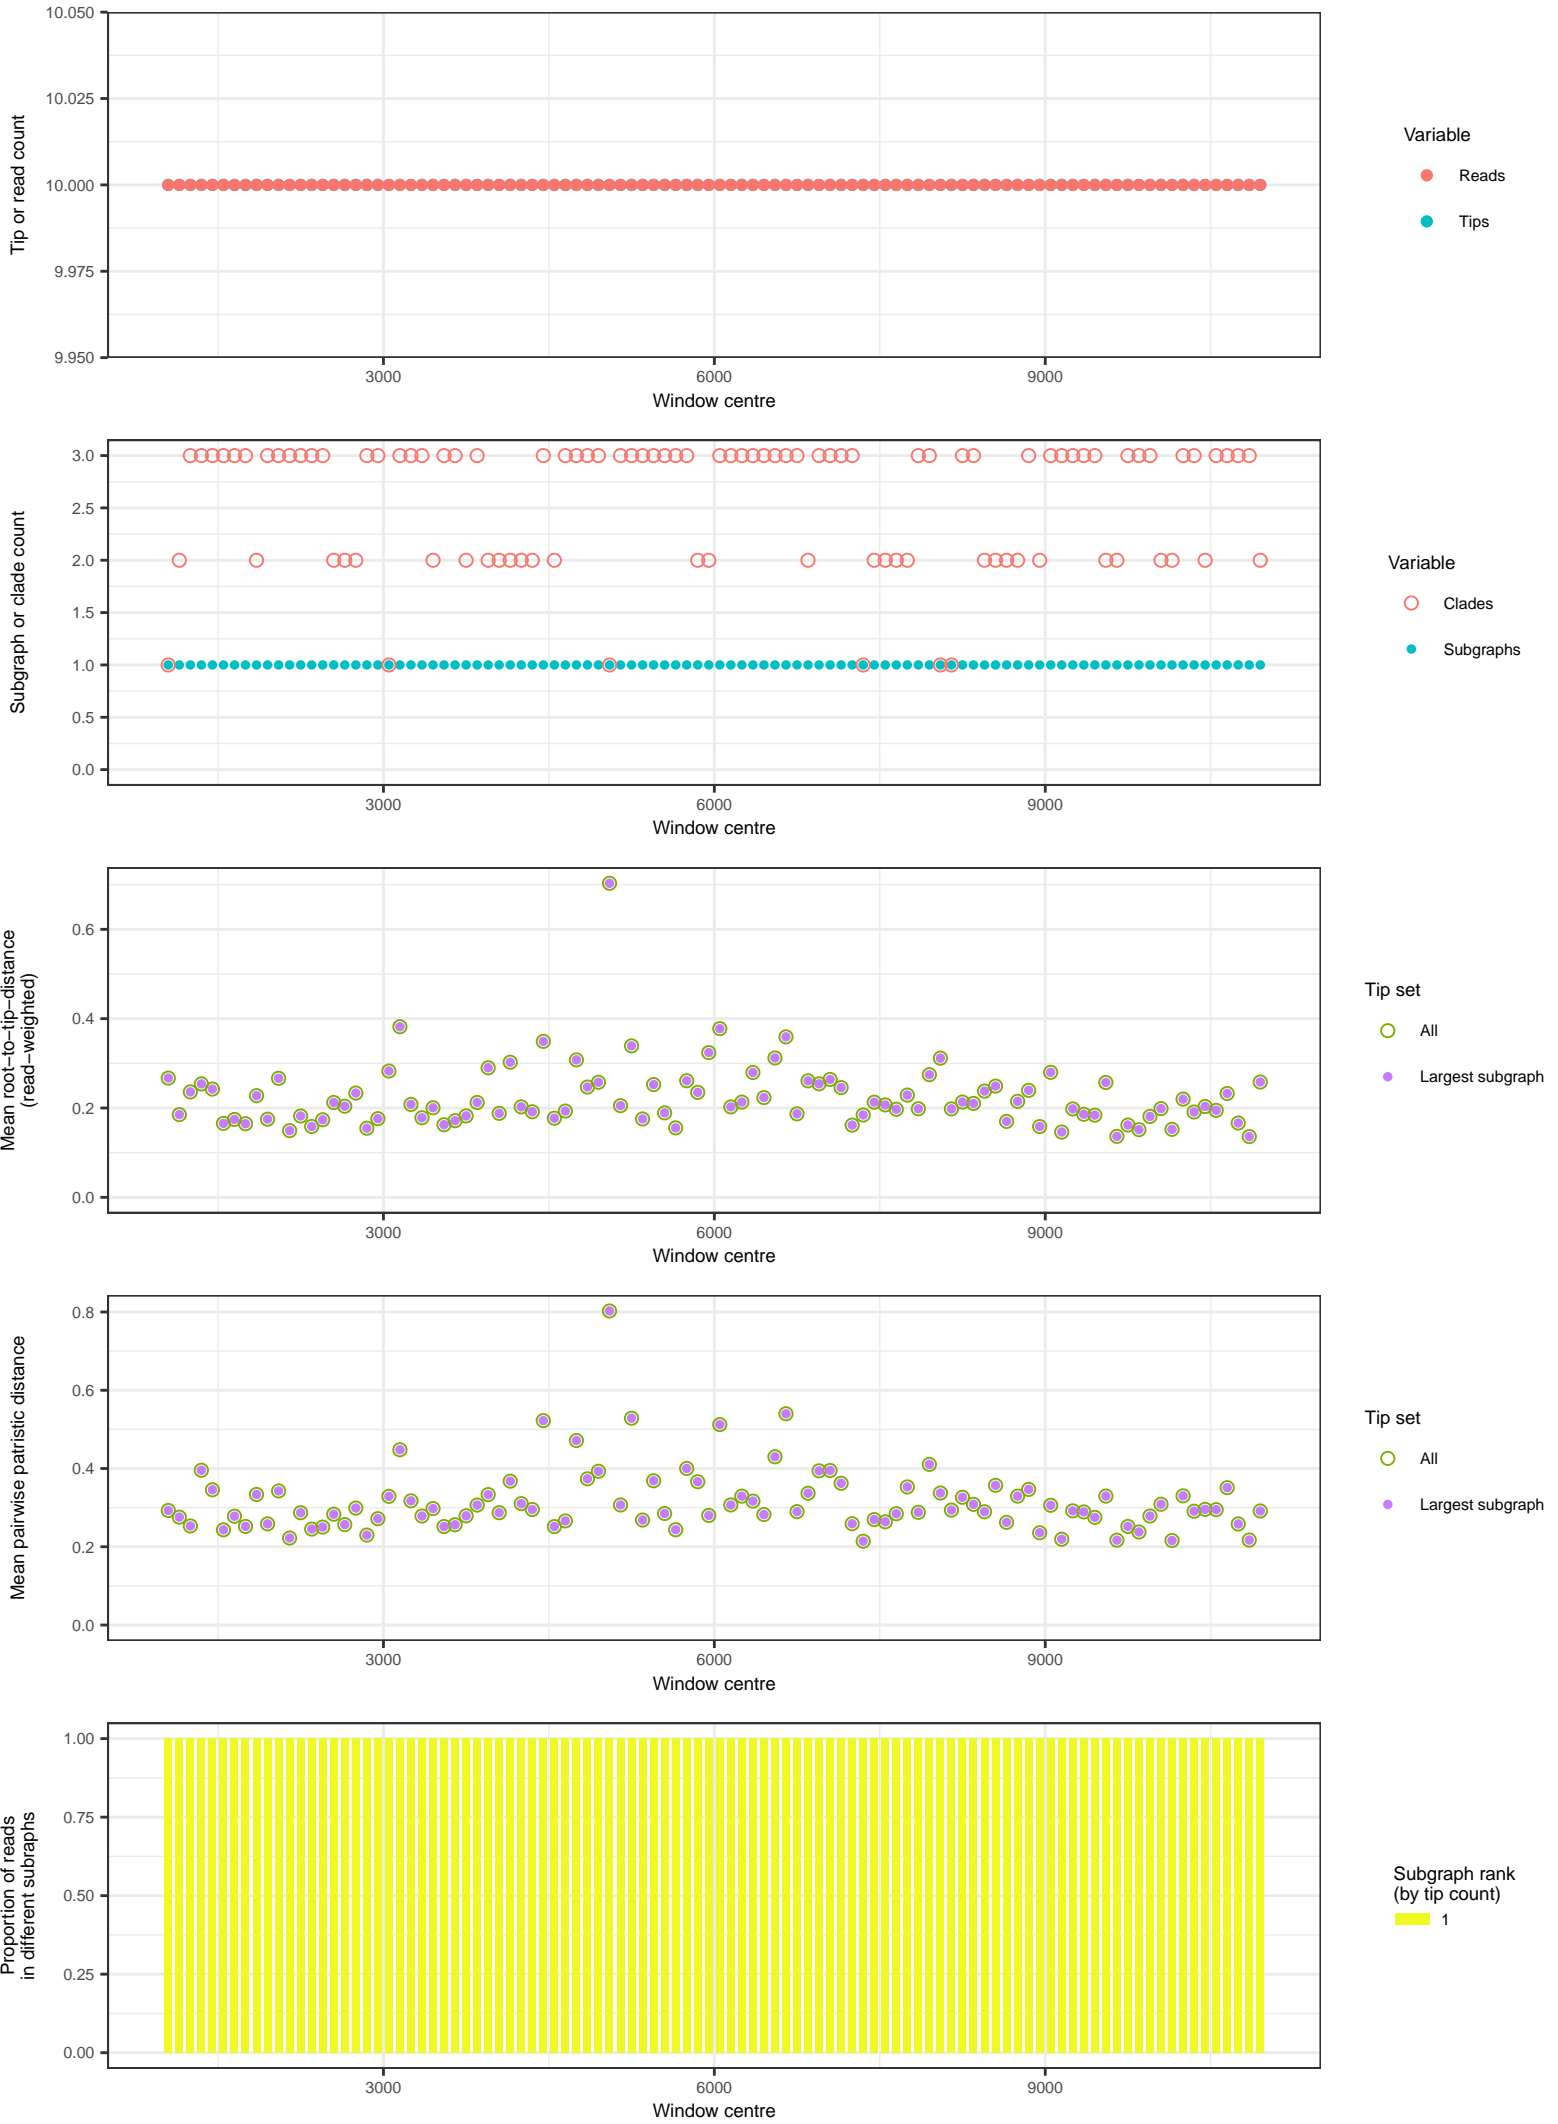 10.050
10.025
10.000
9.975
9.950
Tip or read count
3000 6000 9000
Window centre
Variable
Reads
Tips
3.0
2.5
2.0
1.5
1.0
0.5
0.0
Subgraph or clade count
3000 6000 9000
Window centre
Variable
Clades
Subgraphs
0.6
0.4
0.2
0.0
Mean root−to−tip−distance
(read−weighted)
3000 6000 9000
Window centre
Tip set
All
Largest subgraph
0.8
0.6
0.4
0.2
0.0
Mean pairwise patristic distance
3000 6000 9000
Window centre
Tip set
All
Largest subgraph
1.00
0.75
0.50
0.25
0.00
Proportion of reads
in different subraphs
3000 6000 9000
Window centre
Subgraph rank
(by tip count)
1